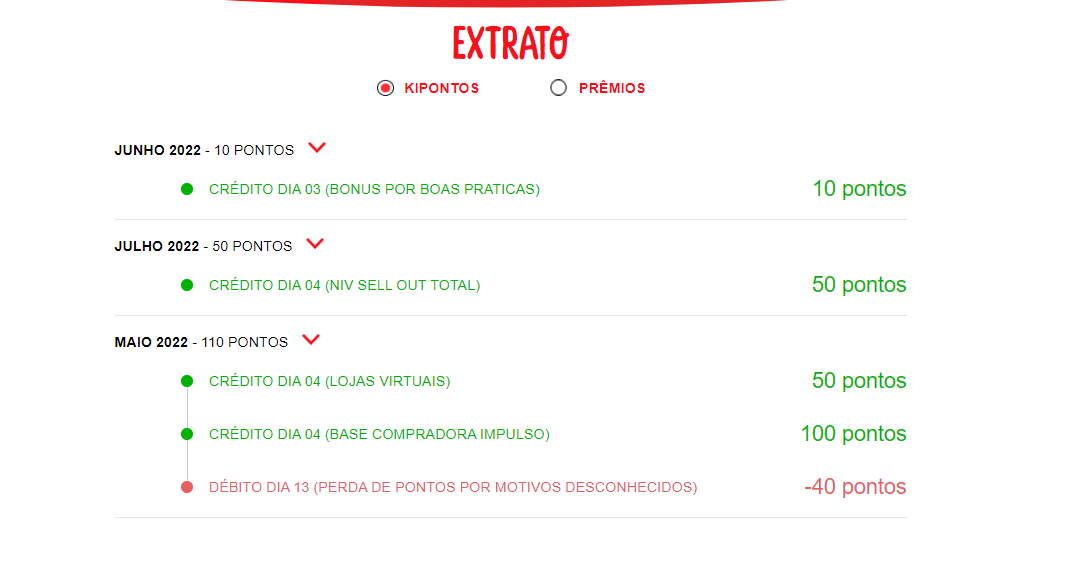 EXTRATO
KIPONTOS PRÊMIOS
JUNHO 2022 - 10 PONTOS
CRÉDITO DIA 03 (BONUS POR BOAS PRATICAS) 10 pontos
JULHO 2022 - 50 PONTOS
CRÉDITO DIA 04 (NIV SELL OUT TOTAL) 50 pontos
MAIO 2022 - 110 PONTOS
CRÉDITO DIA 04 (LOJAS VIRTUAIS) 50 pontos
CRÉDITO DIA 04 (BASE COMPRADORA IMPULSO) 100 pontos
DÉBITO DIA 13 (PERDA DE PONTOS POR MOTIVOS DESCONHECIDOS) -40 pontos